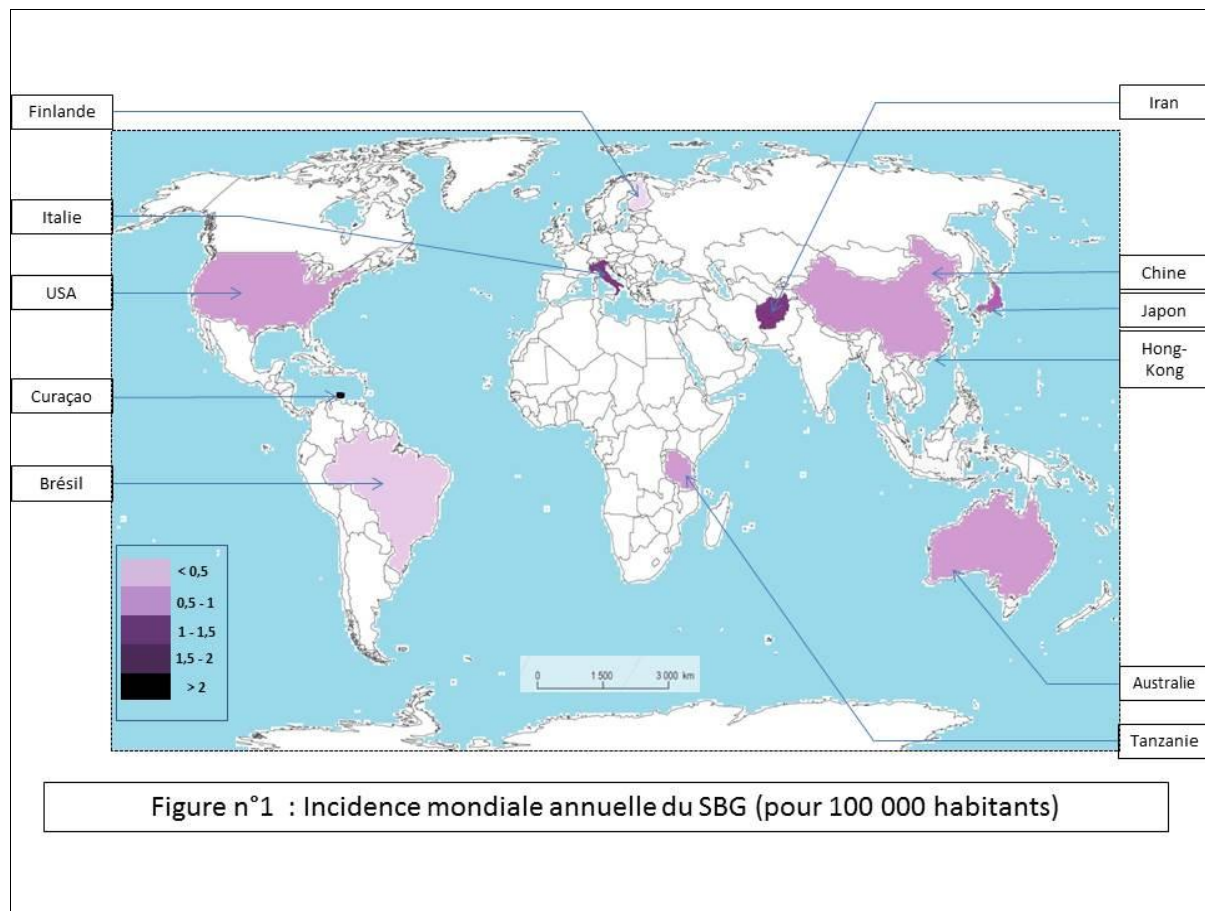 Finlande
Iran
Italie
USA
Chine
Japon
Hong-
Kong
Curaçao
Brésil
< 0,5
0,5 - 1
1 - 1,5
1,5 - 2
> 2
0 1 500 3 000 km
Australie
Tanzanie
Figure n°1 : Incidence mondiale annuelle du SBG (pour 100 000 habitants)